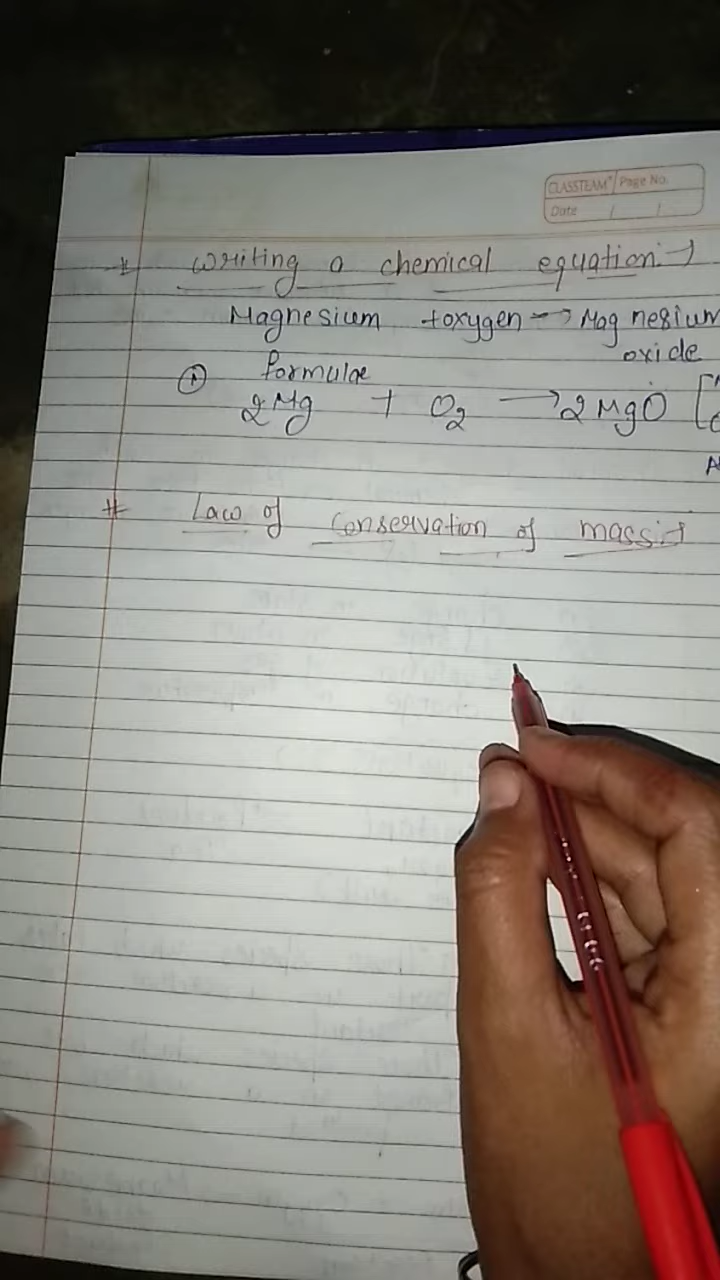 CLASSTEAM Page No.
Date / /
# Writing a chemical equation:→
Magnesium + oxygen → Magnesium
oxide
① formulae
2Mg + O₂ → 2MgO [
# Law of Conservation of mass:→